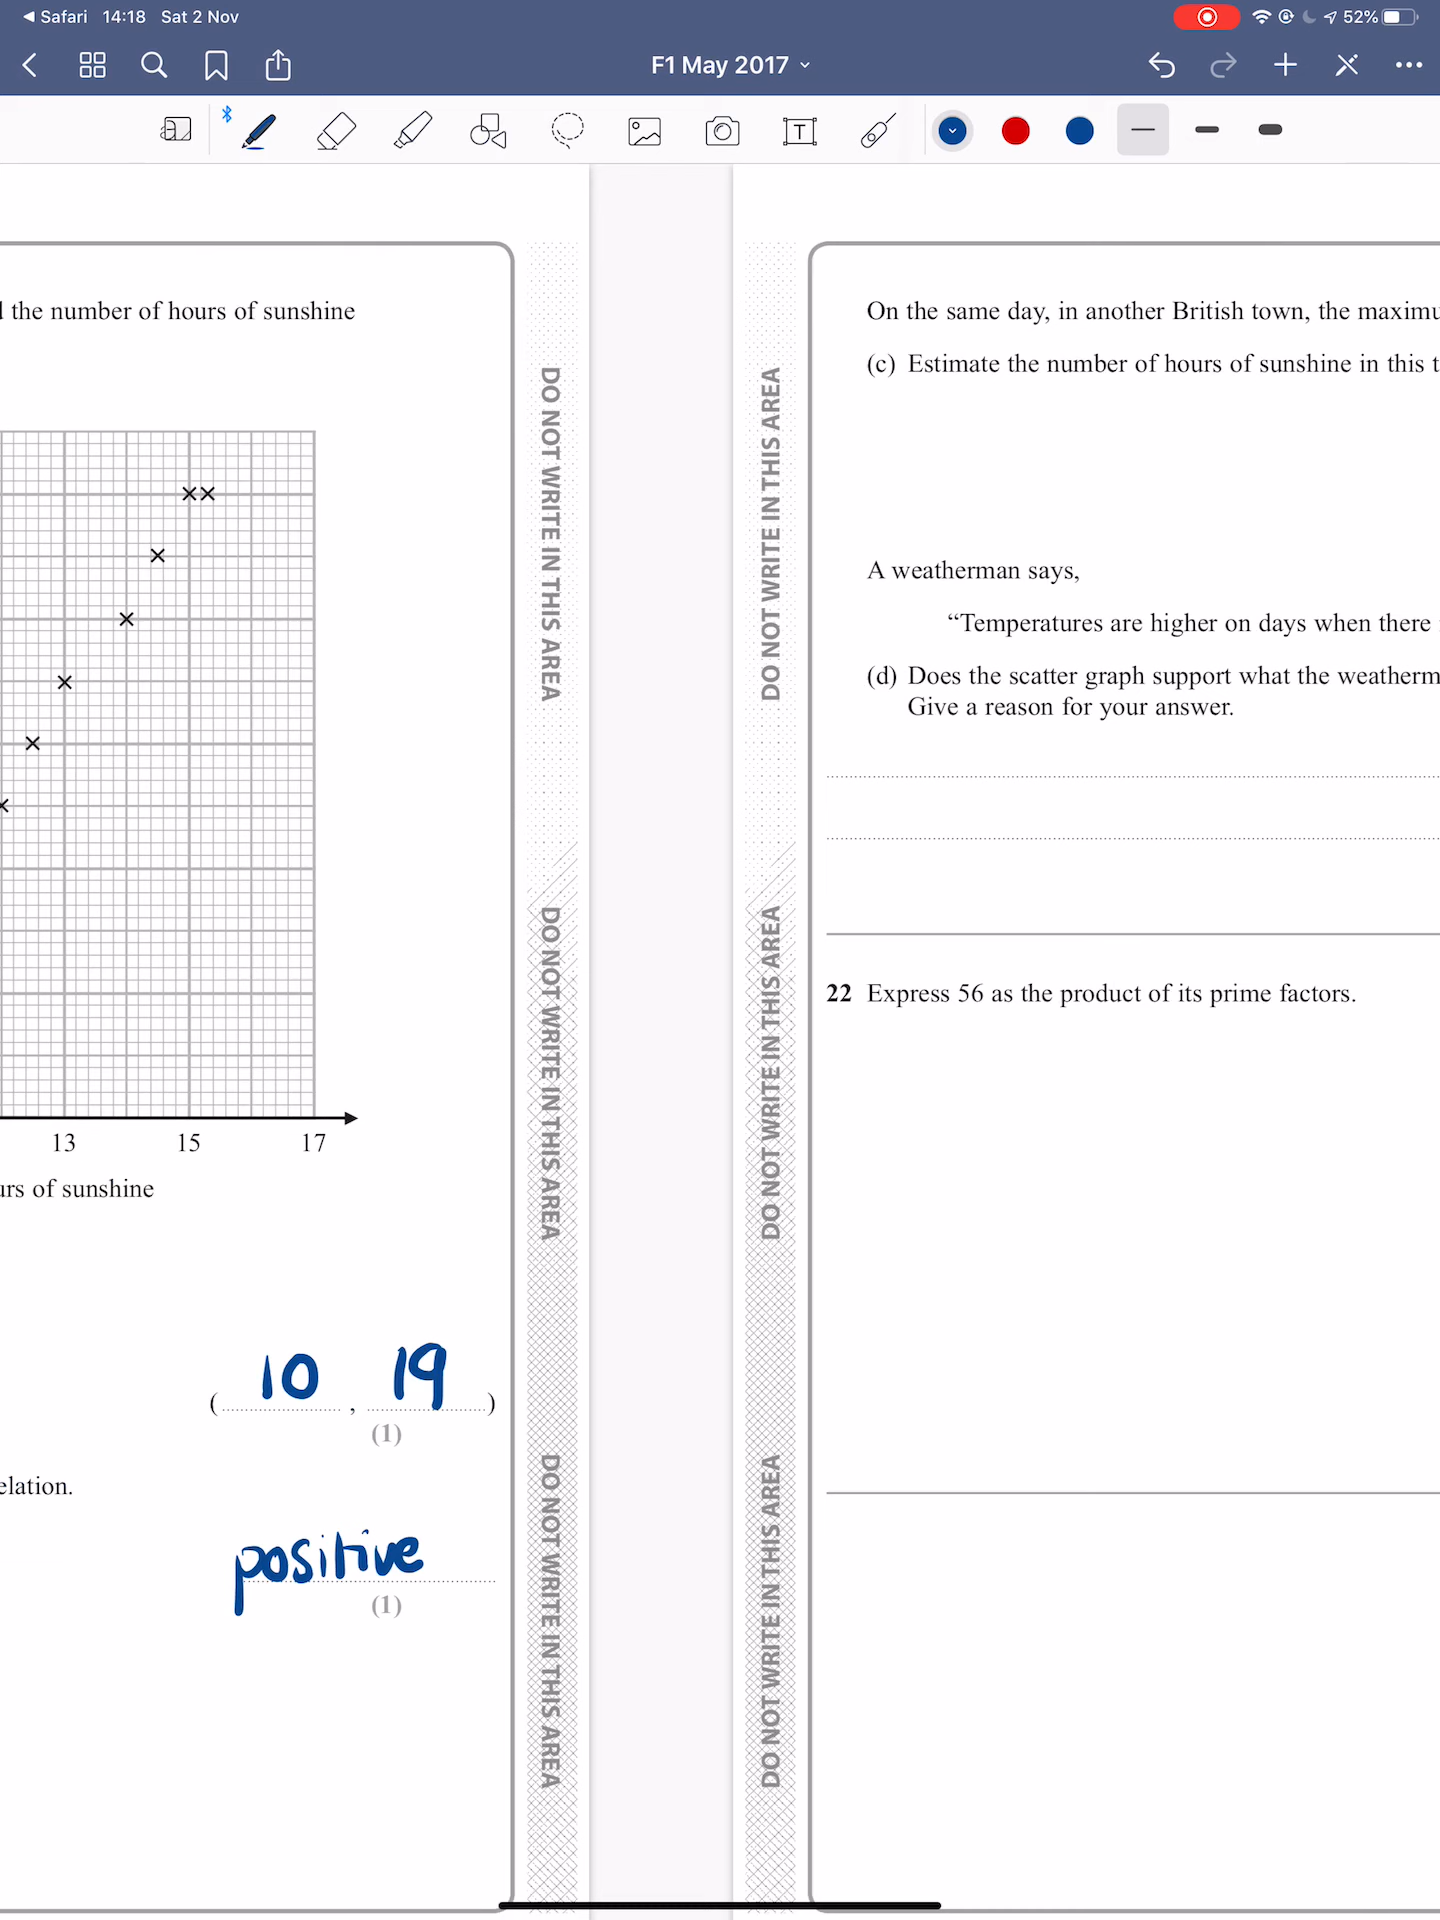 Safari 14:18 Sat 2 Nov 52%
F1 May 2017
T
the number of hours of sunshine
13 15 17
of sunshine
( 10 , 19 )
(1)
positive
(1)
DO NOT WRITE IN THIS AREA
DO NOT WRITE IN THIS AREA
DO NOT WRITE IN THIS AREA
DO NOT WRITE IN THIS AREA
DO NOT WRITE IN THIS AREA
DO NOT WRITE IN THIS AREA
On the same day, in another British town, the
(c) Estimate the number of hours of sunshine in this
A weatherman says,
“Temperatures are higher on days when there
(d) Does the scatter graph support what the
Give a reason for your answer.
22 Express 56 as the product of its prime factors.